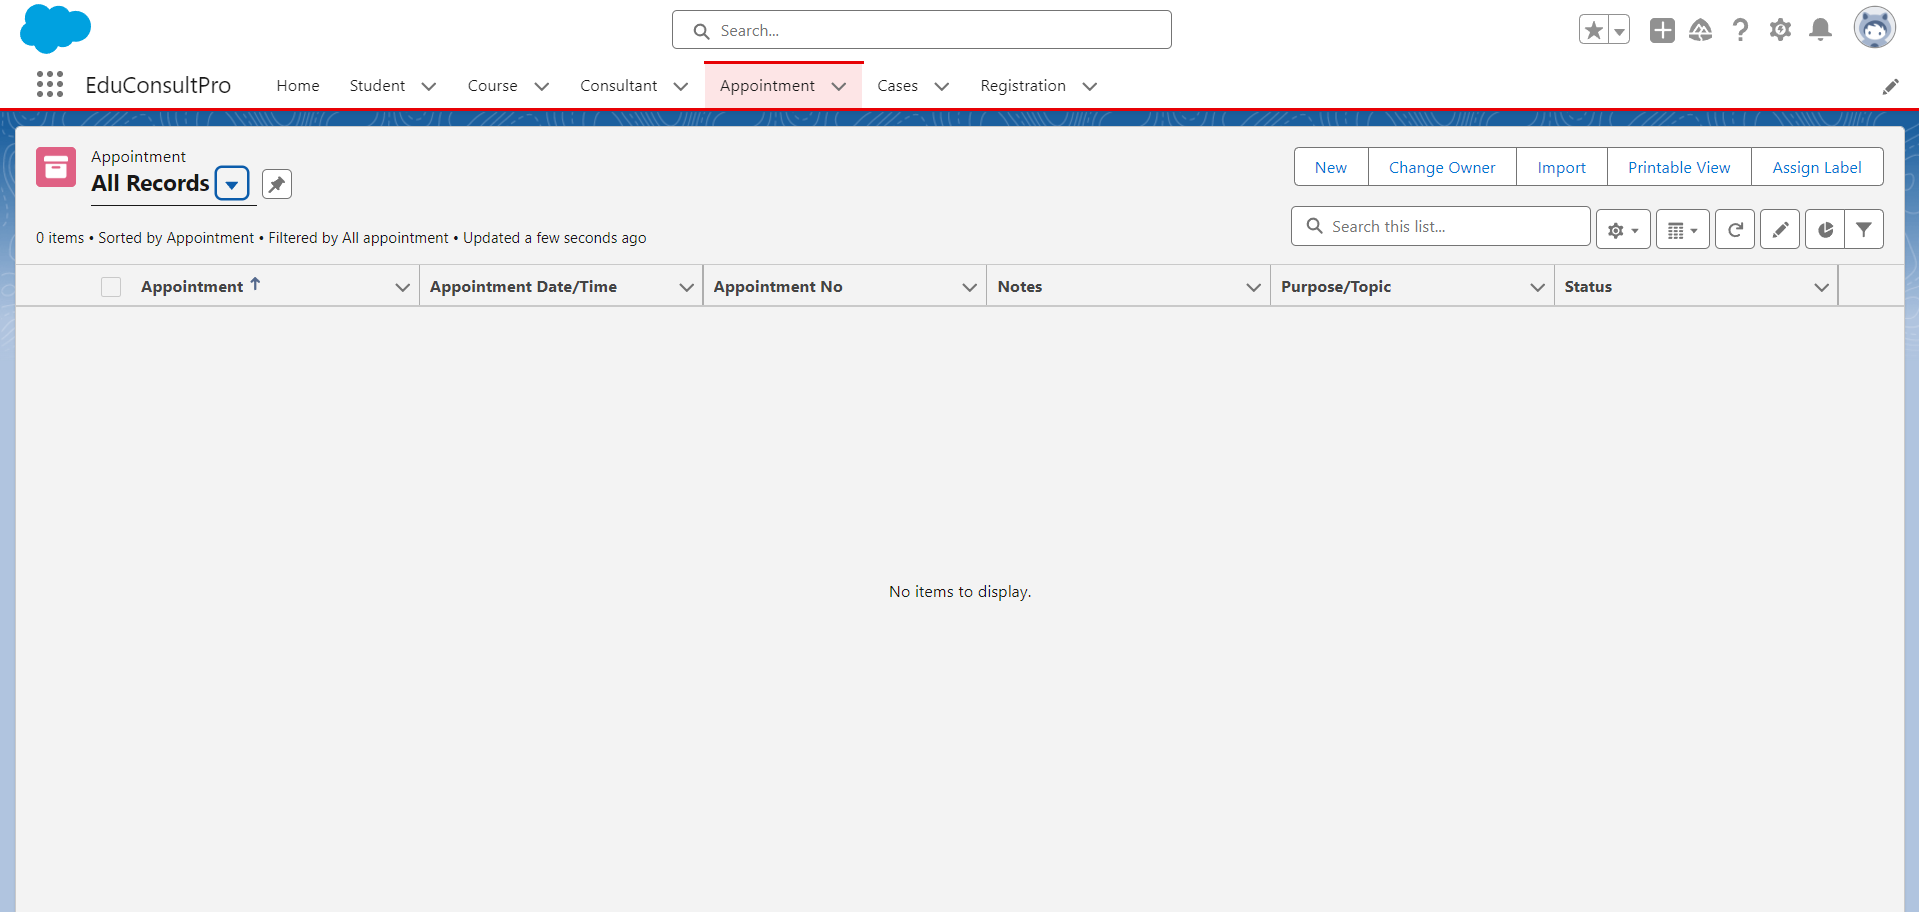 Search...
EduConsultPro
Home
Student
Course
Consultant
Appointment
Cases
Registration
Appointment
All Records
New
Change Owner
Import
Printable View
Assign Label
0 items • Sorted by Appointment • Filtered by All appointment • Updated a few seconds ago
Search this list...
Appointment
Appointment Date/Time
Appointment No
Notes
Purpose/Topic
Status
No items to display.